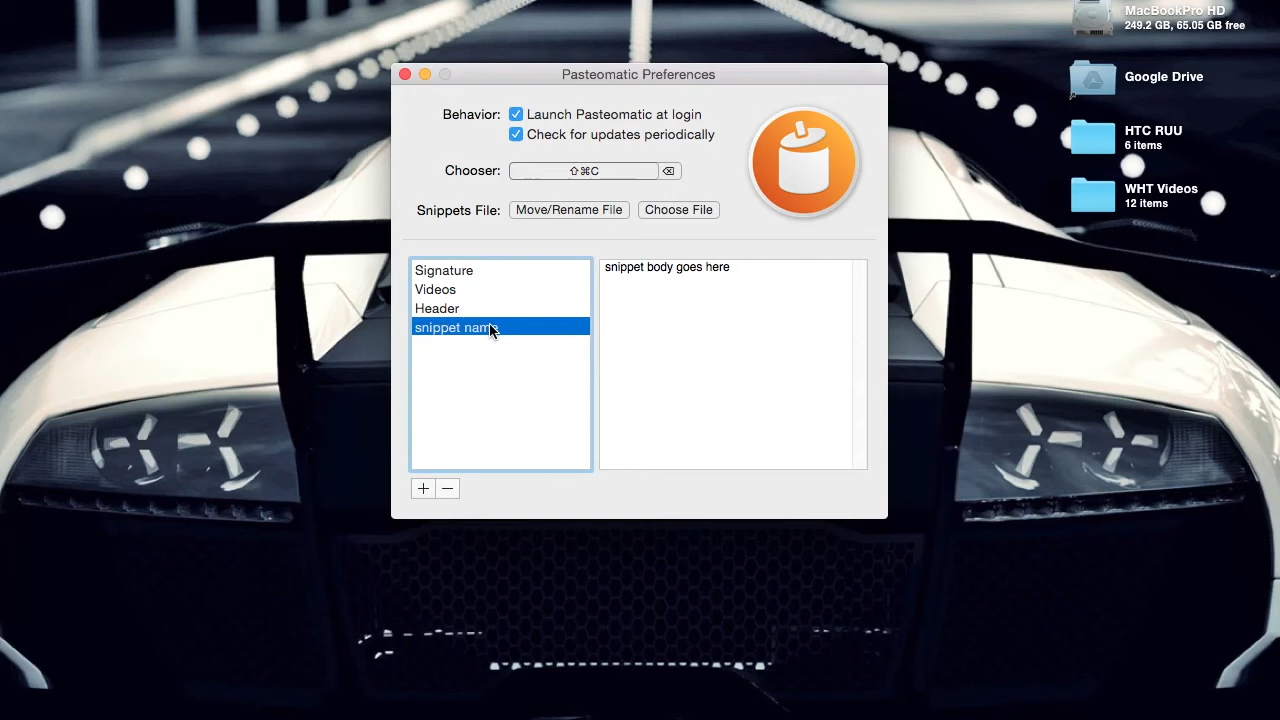 MacBookPro HD
249.2 GB, 65.05 GB free
Pasteomatic Preferences
Google Drive
Behavior: Launch Pasteomatic at login
Check for updates periodically
HTC RUU
6 items
Chooser: ⇧⌘C
WHT Videos
12 items
Snippets File: Move/Rename File Choose File
Signature
Videos
Header
snippet name
snippet body goes here